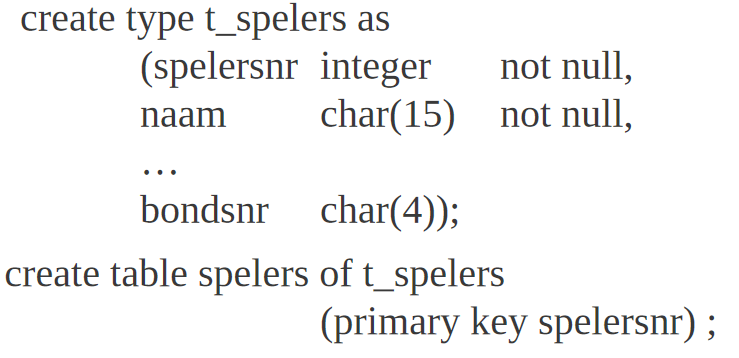 create type t_spelers as
(spelersnr integer not null,
naam char(15) not null,
…
bondsnr char(4));
create table spelers of t_spelers
(primary key spelersnr) ;